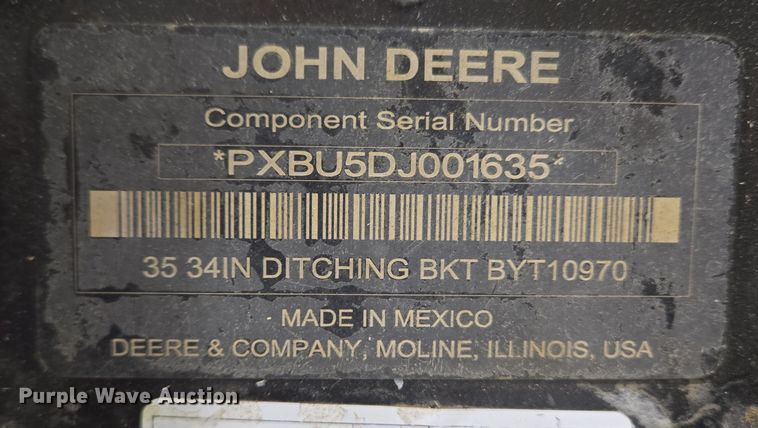 JOHN DEERE
Component Serial Number
*PXBU5DJ001635*
35 34IN DITCHING BKT BYT10970
MADE IN MEXICO
DEERE & COMPANY, MOLINE, ILLINOIS, USA
Purple Wave Auction